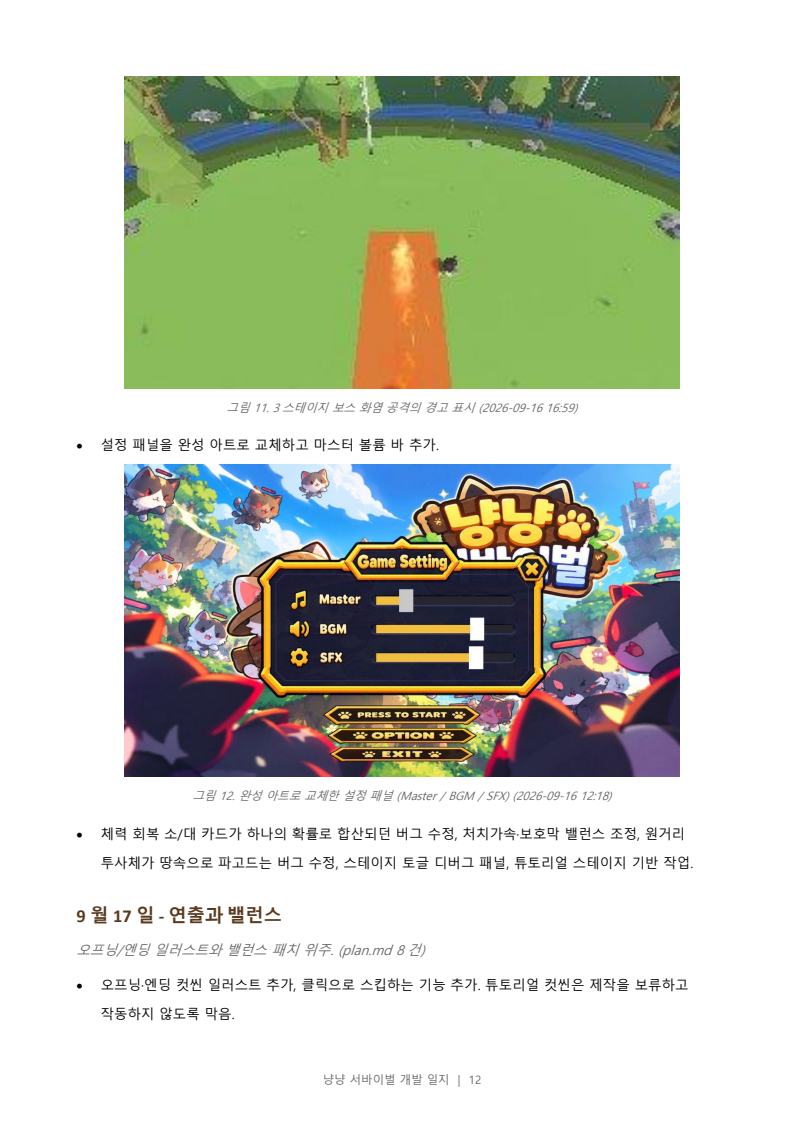 그림 11. 3 스테이지 보스 화염 공격의 경고 표시 (2026-09-16 16:59)
• 설정 패널을 완성 아트로 교체하고 마스터 볼륨 바 추가.
냥냥
Game Setting
Master
BGM
SFX
PRESS TO START
OPTION
EXIT
그림 12. 완성 아트로 교체한 설정 패널 (Master / BGM / SFX) (2026-09-16 12:18)
• 체력 회복 소/대 카드가 하나의 확률로 합산되던 버그 수정, 처치가속·보호막 밸런스 조정, 원거리
투사체가 땅속으로 파고드는 버그 수정, 스테이지 토글 디버그 패널, 튜토리얼 스테이지 기반 작업.
9 월 17 일 - 연출과 밸런스
오프닝/엔딩 일러스트와 밸런스 패치 위주. (plan.md 8 건)
• 오프닝·엔딩 컷씬 일러스트 추가, 클릭으로 스킵하는 기능 추가. 튜토리얼 컷씬은 제작을 보류하고
작동하지 않도록 막음.
냥냥 서바이벌 개발 일지 | 12